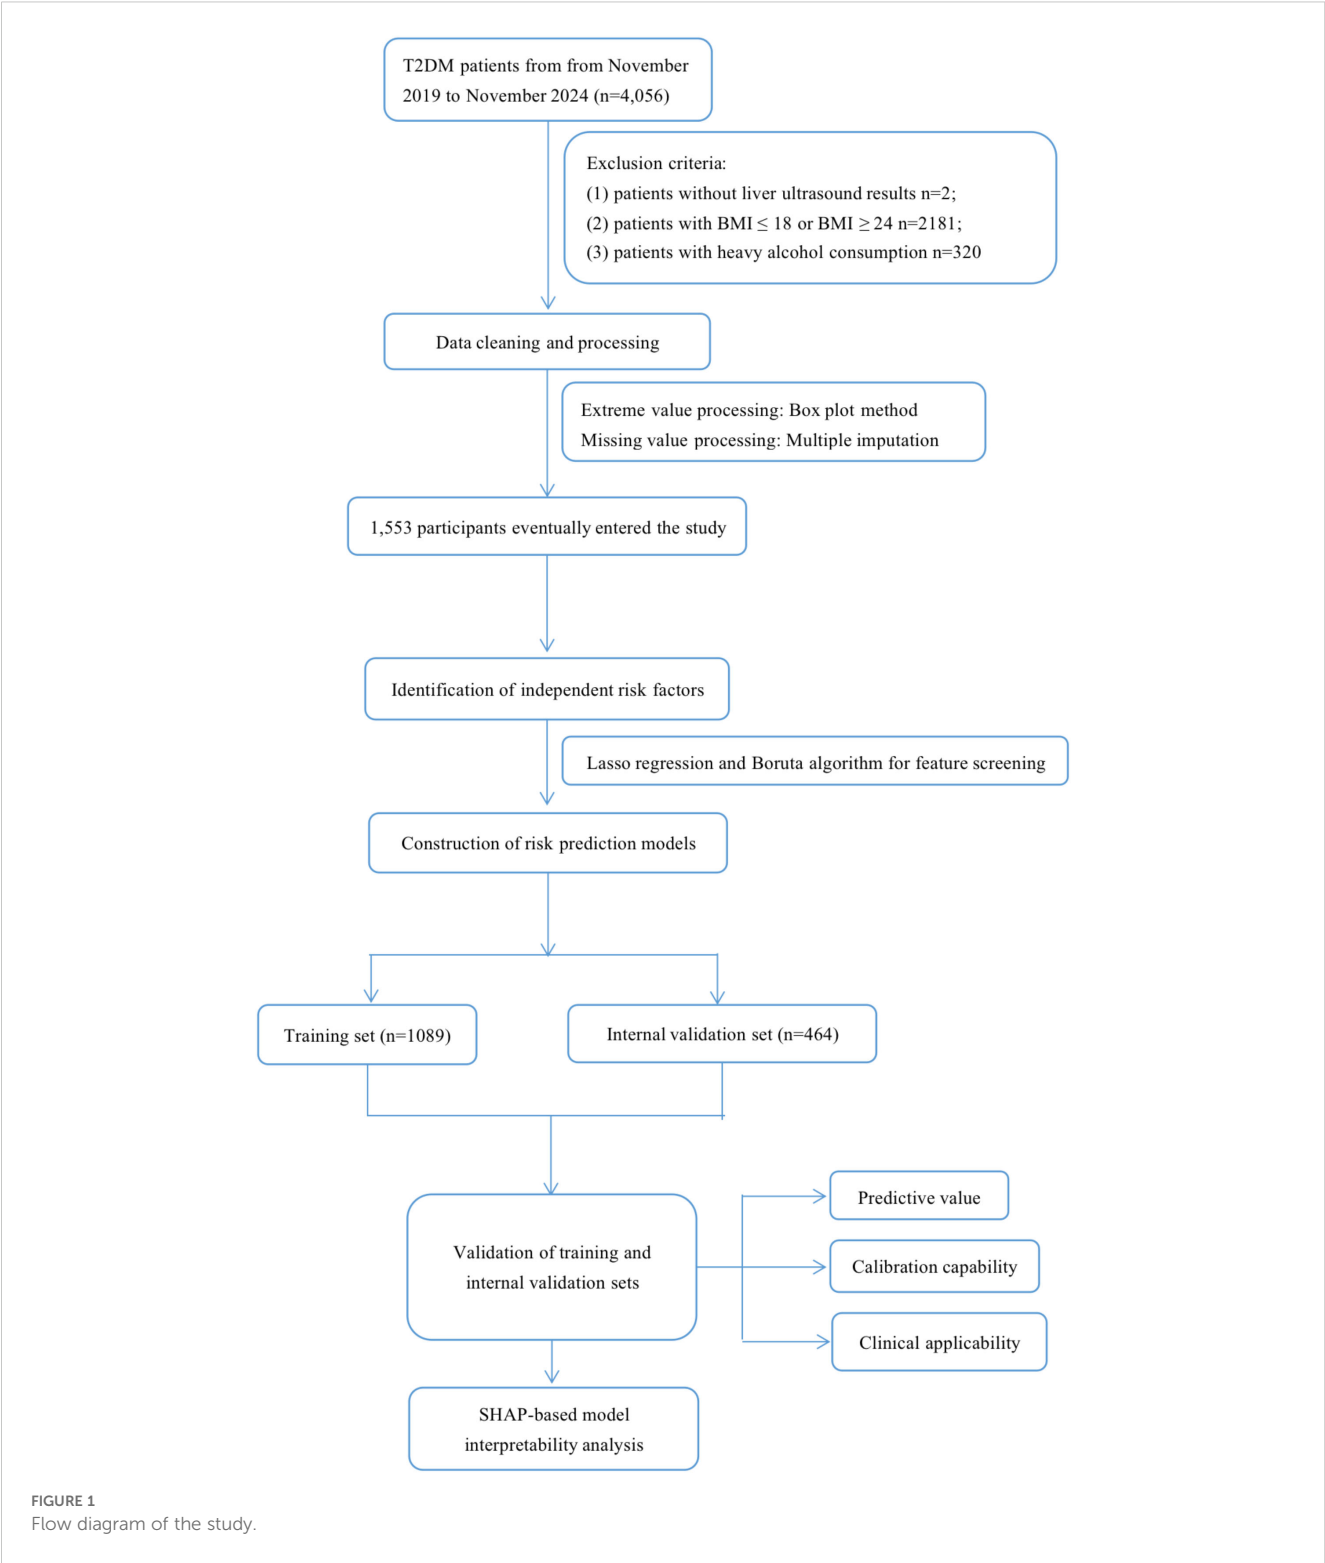 T2DM patients from from November
2019 to November 2024 (n=4,056)
Exclusion criteria:
(1) patients without liver ultrasound results n=2;
(2) patients with BMI ≤ 18 or BMI ≥ 24 n=2181;
(3) patients with heavy alcohol consumption n=320
Data cleaning and processing
Extreme value processing: Box plot method
Missing value processing: Multiple imputation
1,553 participants eventually entered the study
Identification of independent risk factors
Lasso regression and Boruta algorithm for feature screening
Construction of risk prediction models
Training set (n=1089)
Internal validation set (n=464)
Validation of training and
internal validation sets
Predictive value
Calibration capability
Clinical applicability
SHAP-based model
interpretability analysis
FIGURE 1
Flow diagram of the study.